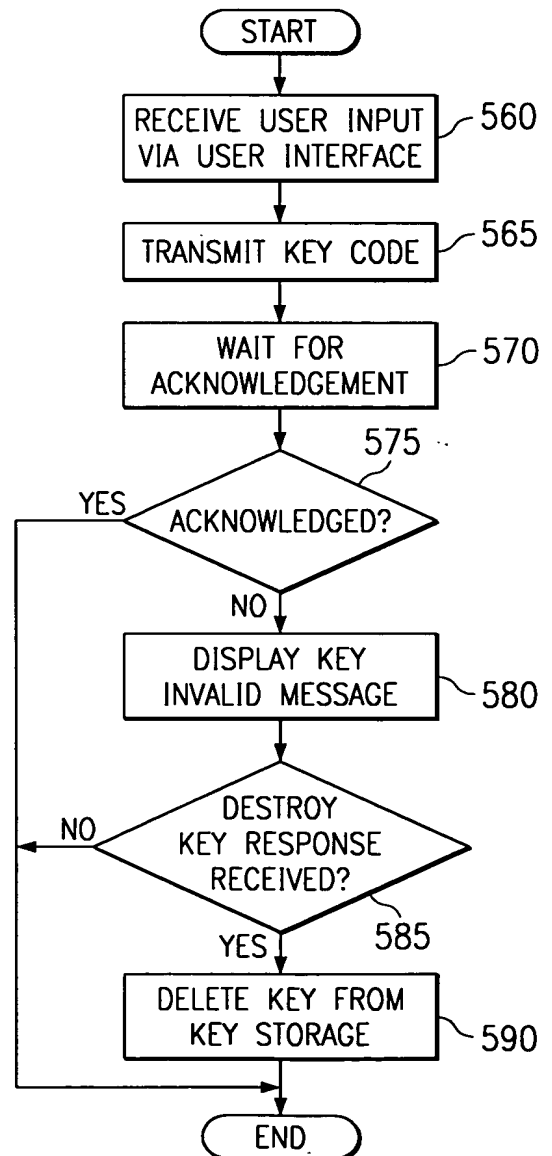 START
RECEIVE USER INPUT
VIA USER INTERFACE
560
TRANSMIT KEY CODE
565
WAIT FOR
ACKNOWLEDGEMENT
570
575
YES
ACKNOWLEDGED?
NO
DISPLAY KEY
INVALID MESSAGE
580
DESTROY
NO
KEY RESPONSE
RECEIVED?
585
YES
DELETE KEY FROM
KEY STORAGE
590
END